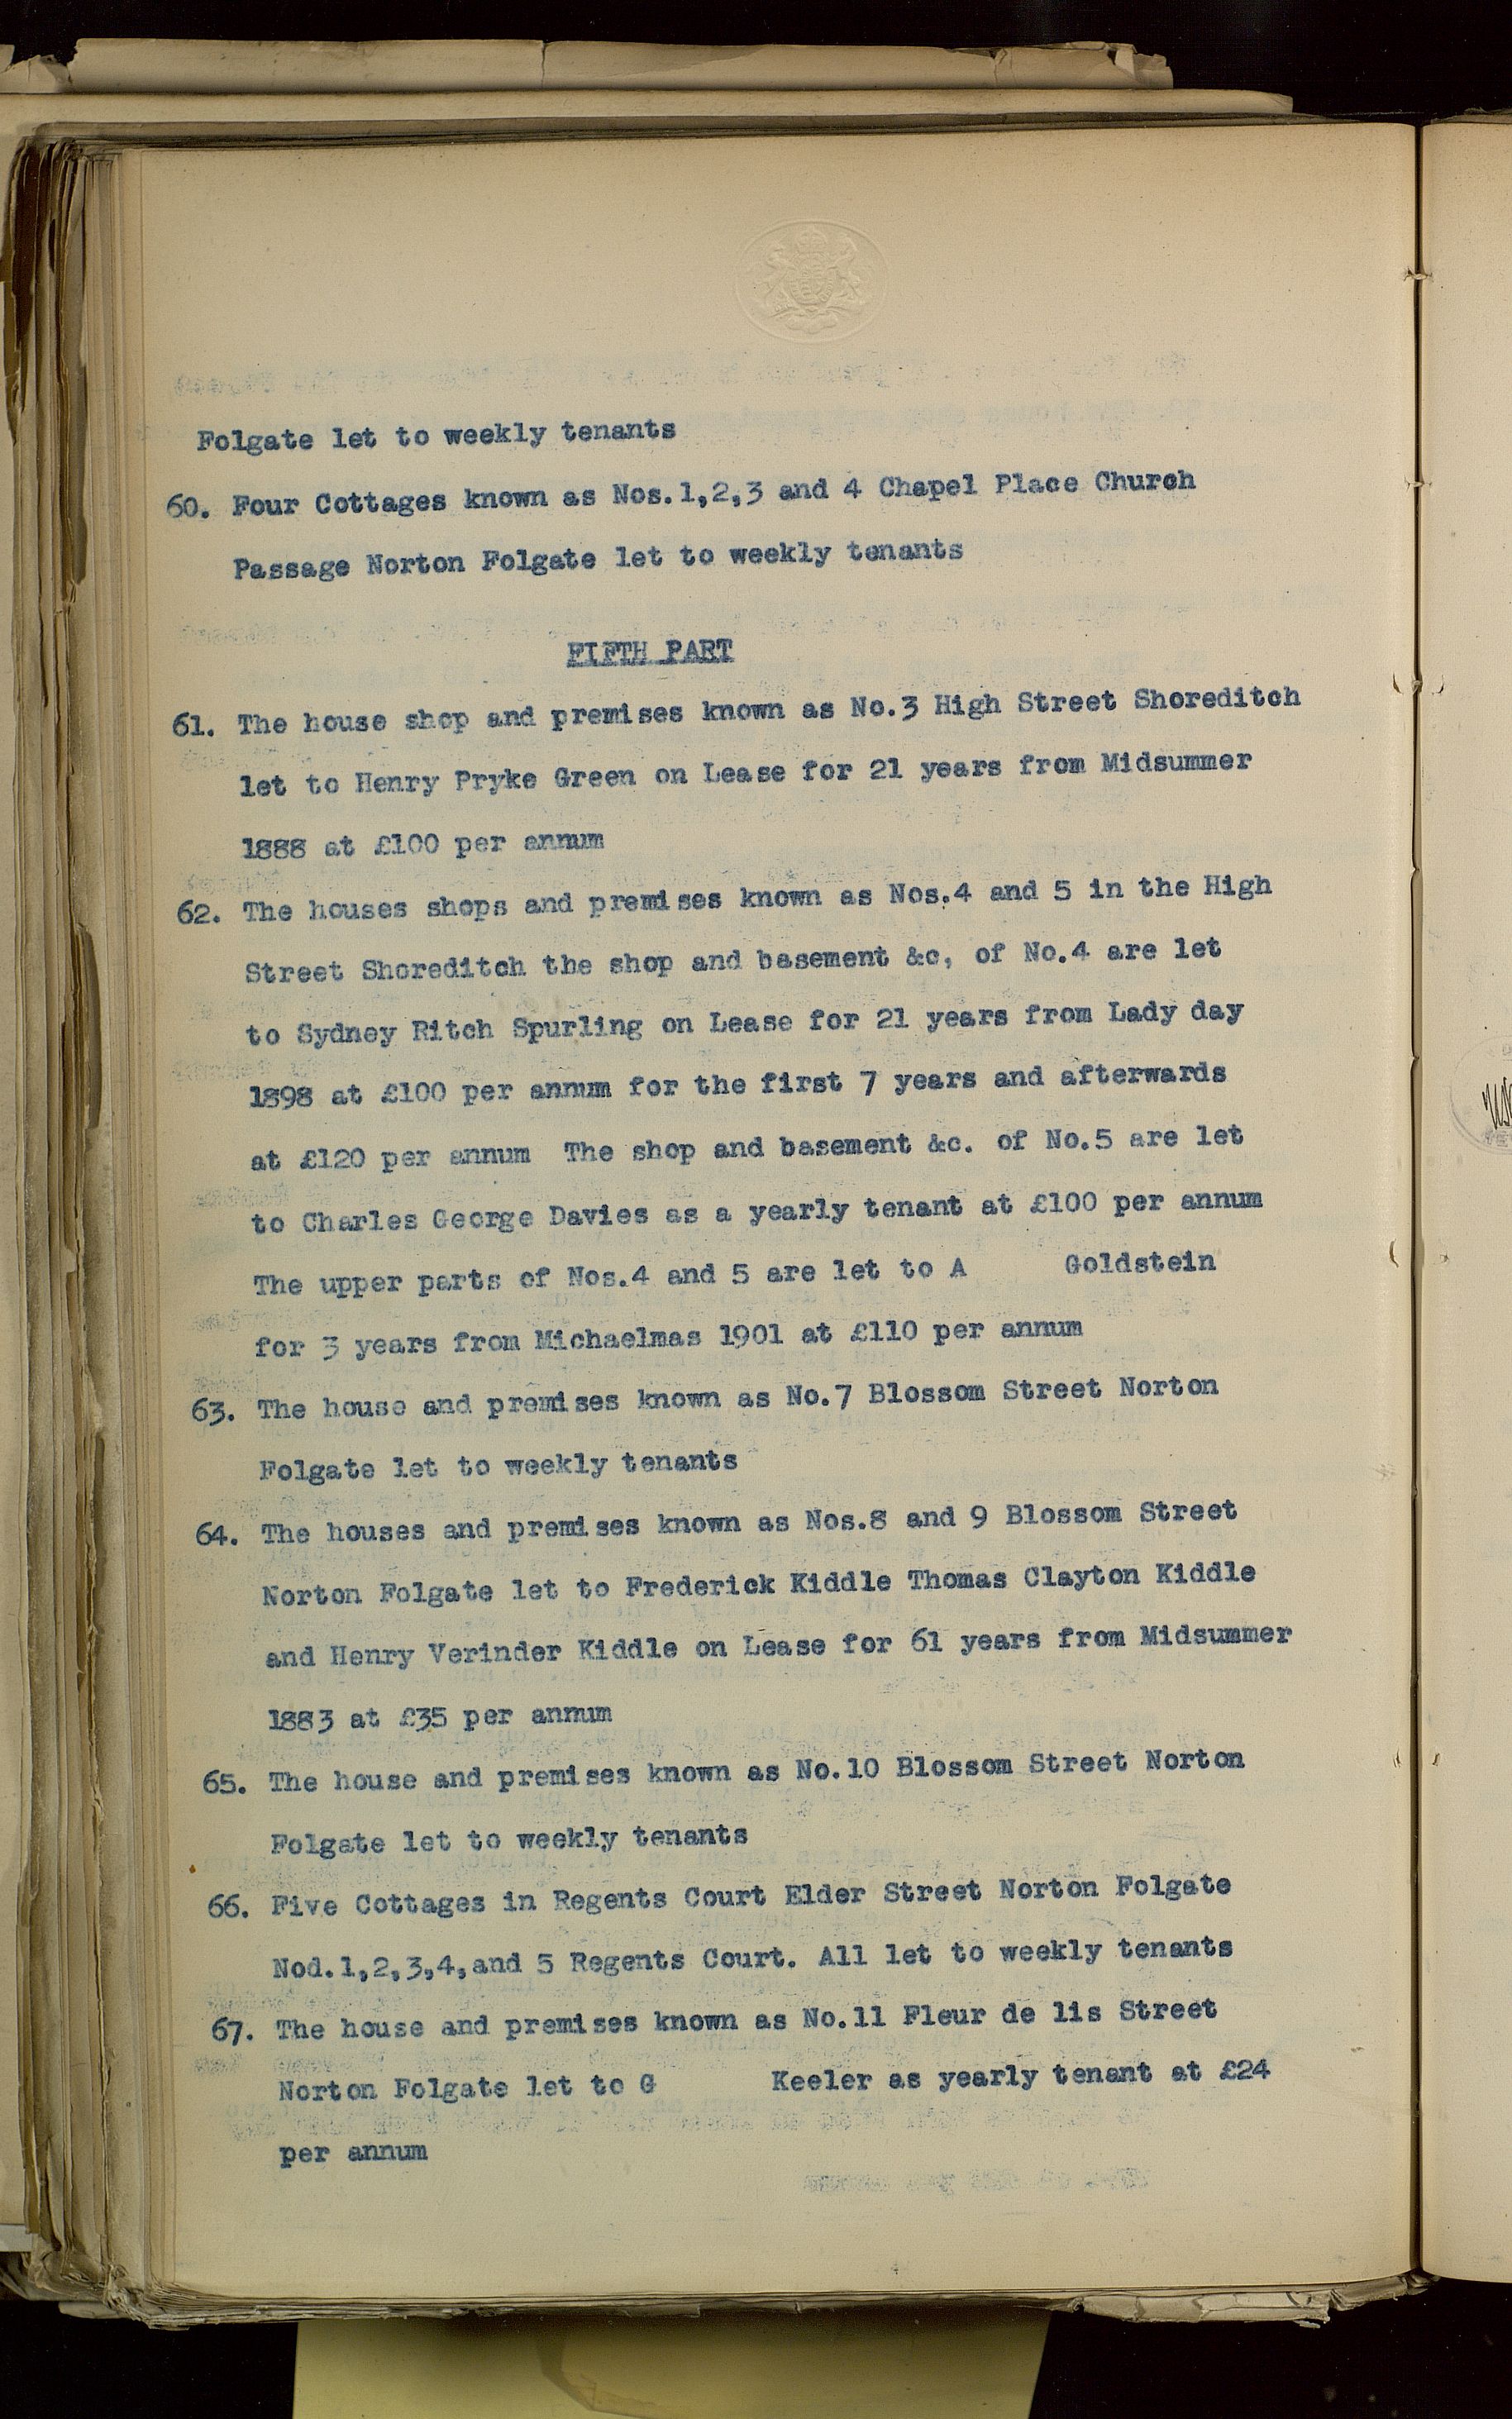 Folgate let to weekly tenants
60. Four Cottages known as Nos.1,2,3 and 4 Chapel Place Church
Passage Norton Folgate let to weekly tenants
FIFTH PART
61. The house shop and premises known as No.3 High Street Shoreditch
let to Henry Pryke Green on Lease for 21 years from Midsummer
1888 at £100 per annum
62. The houses shops and premises known as Nos.4 and 5 in the High
Street Shoreditch the shop and basement &c, of No.4 are let
to Sydney Ritch Spurling on Lease for 21 years from Lady day
1898 at £100 per annum for the first 7 years and afterwards
at £120 per annum The shop and basement &c. of No.5 are let
to Charles George Davies as a yearly tenant at £100 per annum
The upper parts of Nos.4 and 5 are let to A Goldstein
for 3 years from Michaelmas 1901 at £110 per annum
63. The house and premises known as No.7 Blossom Street Norton
Folgate let to weekly tenants
64. The houses and premises known as Nos.8 and 9 Blossom Street
Norton Folgate let to Frederick Kiddle Thomas Clayton Kiddle
and Henry Verinder Kiddle on Lease for 61 years from Midsummer
1883 at £35 per annum
65. The house and premises known as No.10 Blossom Street Norton
Folgate let to weekly tenants
66. Five Cottages in Regents Court Elder Street Norton Folgate
Nod.1,2,3,4,and 5 Regents Court. All let to weekly tenants
67. The house and premises known as No.11 Fleur de lis Street
Norton Folgate let to G Keeler as yearly tenant at £24
per annum